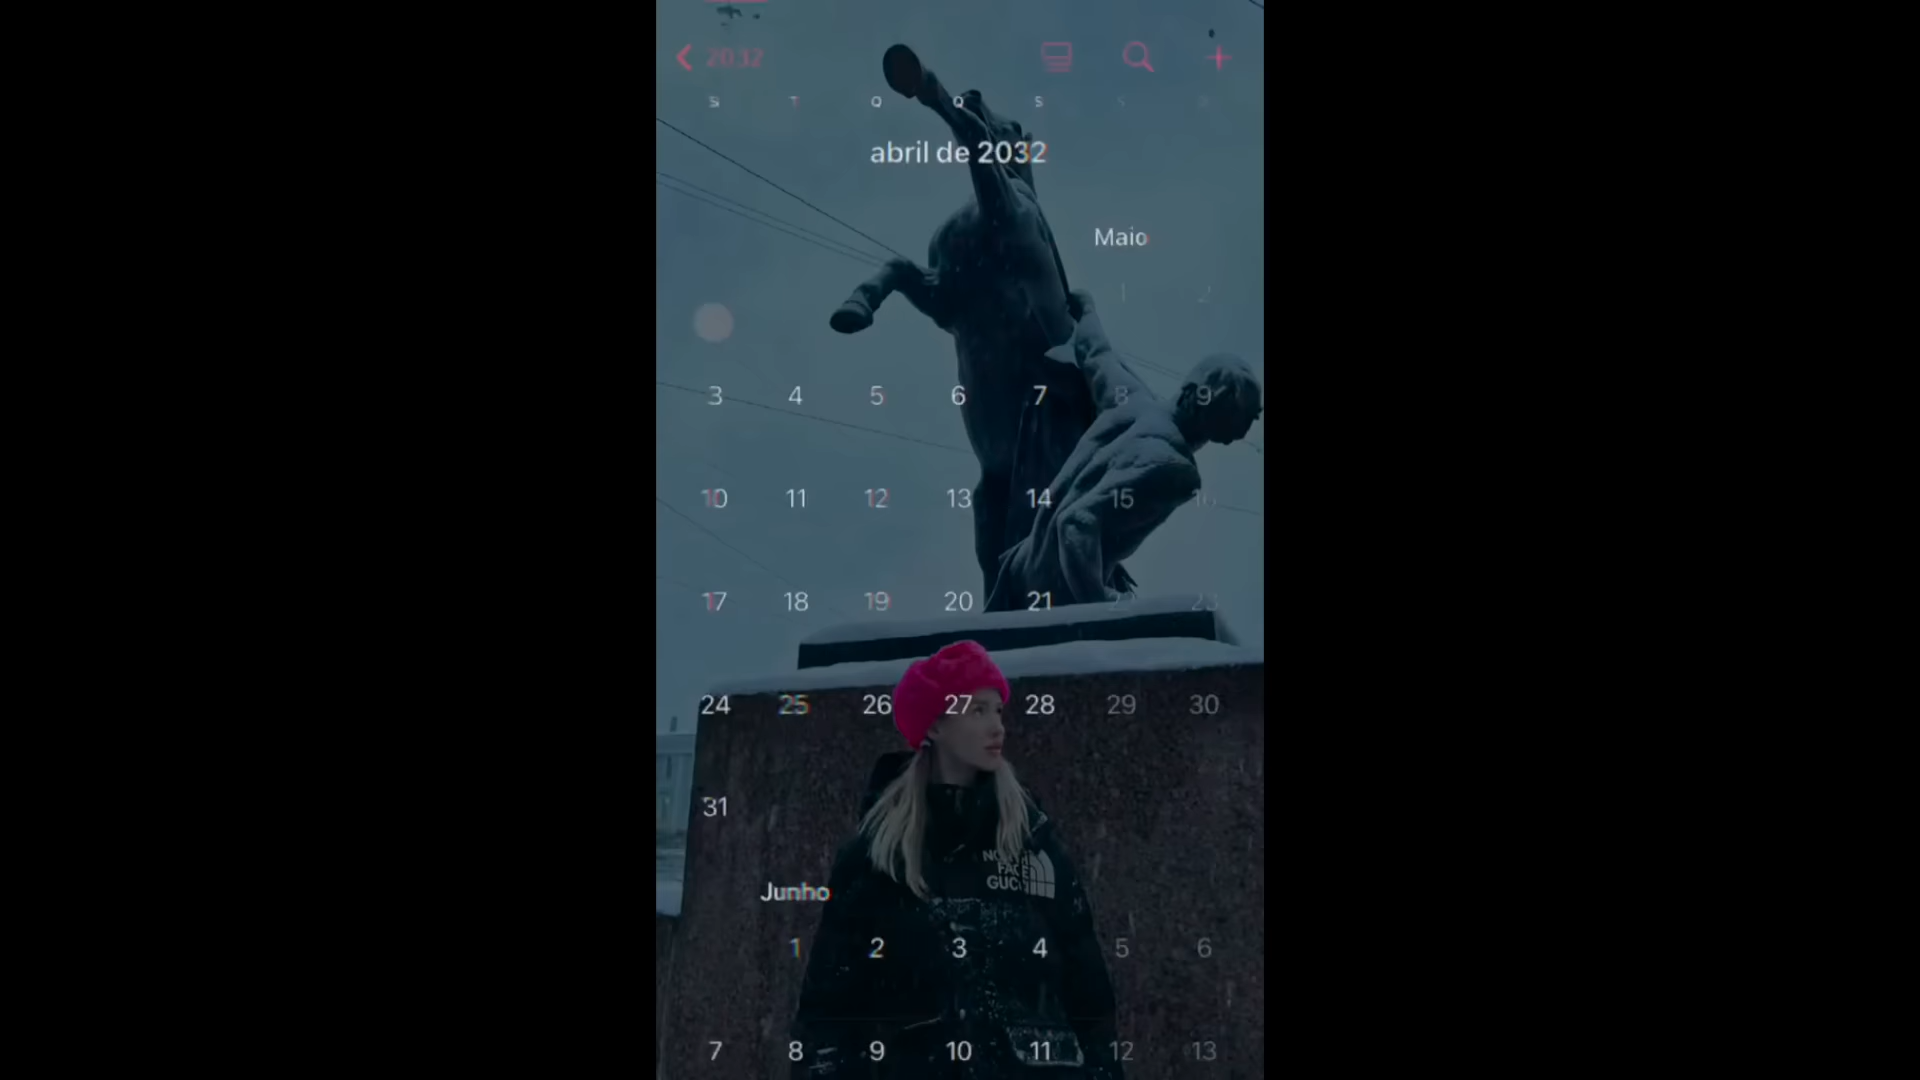 2032
S T Q Q S S D
abril de 2032
Maio
1 2
3 4 5 6 7 8 9
10 11 12 13 14 15 16
17 18 19 20 21 22 23
24 25 26 27 28 29 30
31
NORTH
FACE
GUCCI
Junho
1 2 3 4 5 6
7 8 9 10 11 12 13